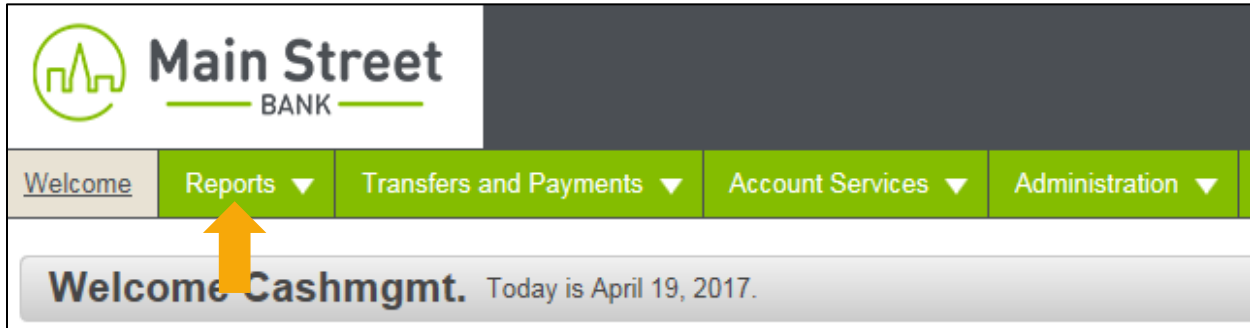 Main Street
BANK
Welcome Reports Transfers and Payments Account Services Administration
Welcome Cashmgmt. Today is April 19, 2017.